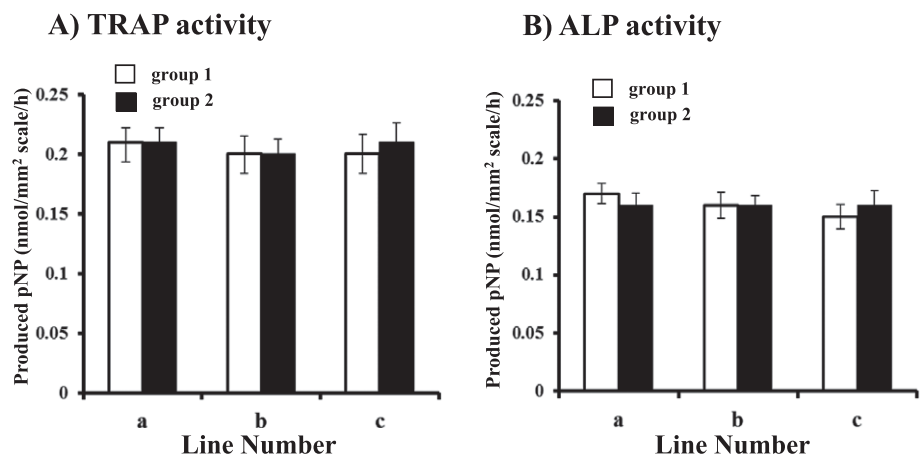 A) TRAP activity
group 1
group 2
Produced pNP (nmol/mm² scale/h)
0.25
0.2
0.15
0.1
0.05
0
a b c
Line Number
B) ALP activity
group 1
group 2
Produced pNP (nmol/mm² scale/h)
0.25
0.2
0.15
0.1
0.05
0
a b c
Line Number